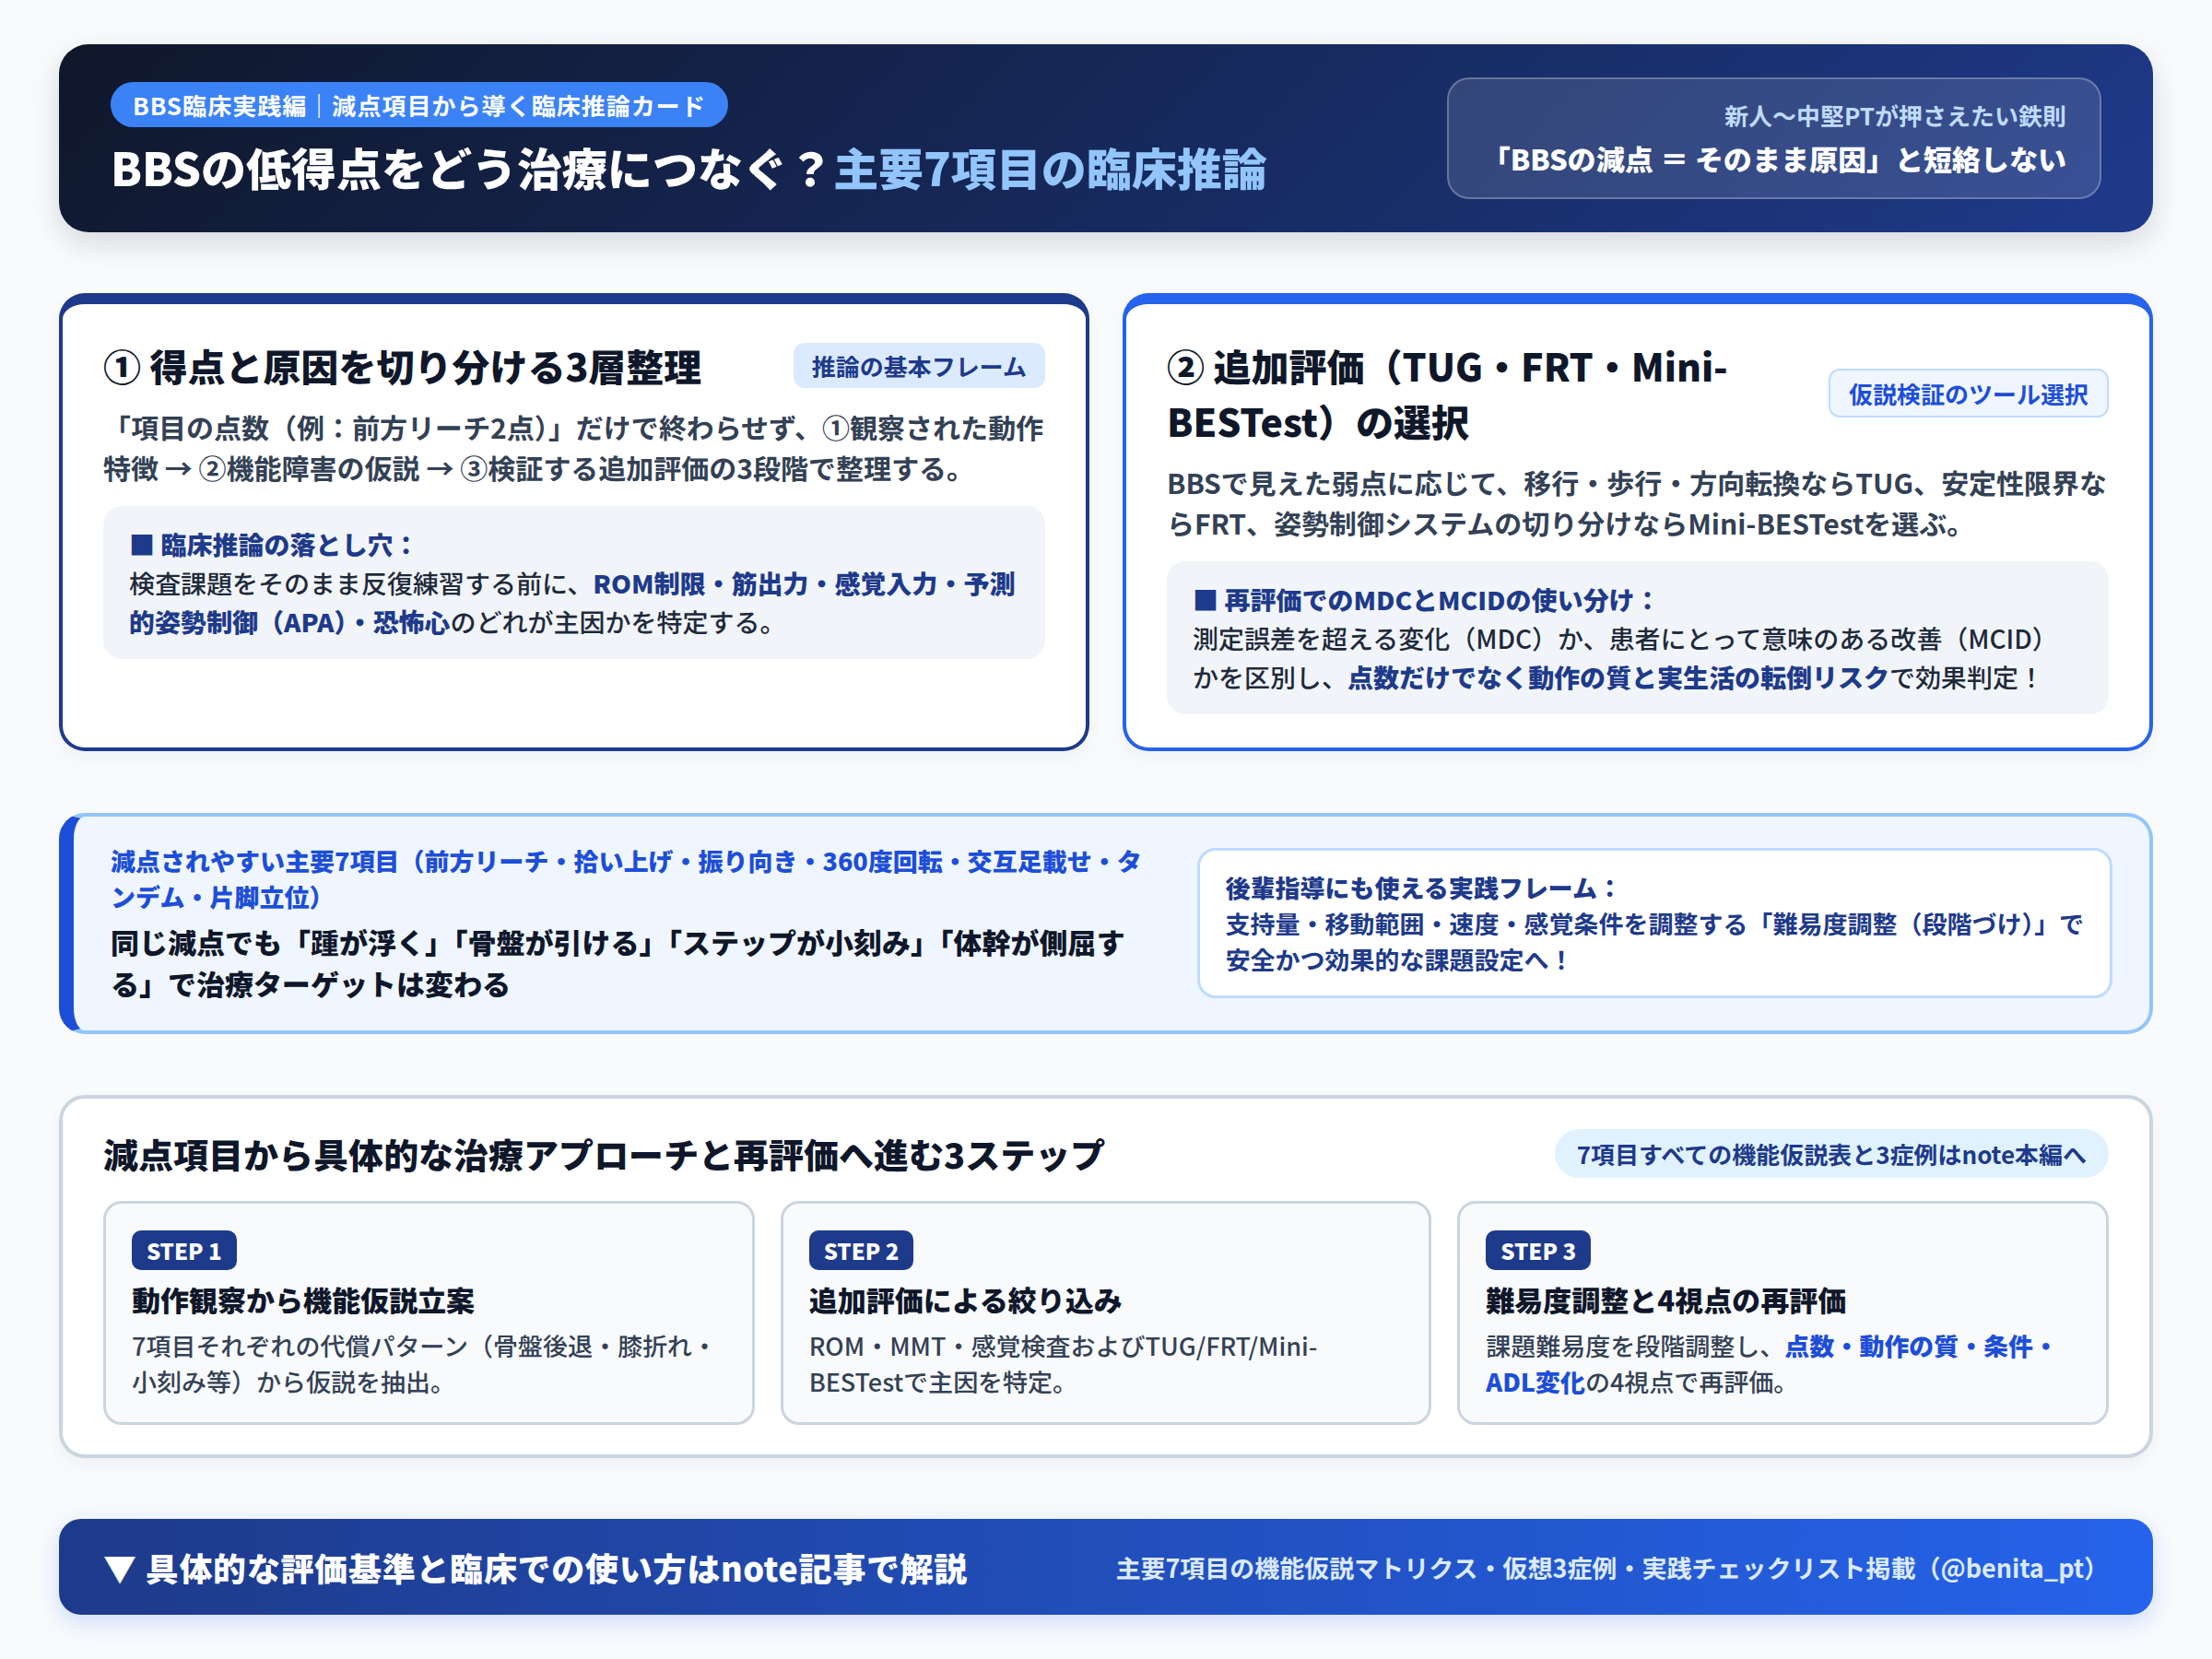 BBS臨床実践編｜減点項目から導く臨床推論カード
BBSの低得点をどう治療につなぐ？主要7項目の臨床推論
新人〜中堅PTが押さえたい鉄則
「BBSの減点 ＝ そのまま原因」と短絡しない
① 得点と原因を切り分ける3層整理
推論の基本フレーム
「項目の点数（例：前方リーチ2点）」だけで終わらせず、①観察された動作
特徴 → ②機能障害の仮説 → ③検証する追加評価の3段階で整理する。
■ 臨床推論の落とし穴：
検査課題をそのまま反復練習する前に、ROM制限・筋出力・感覚入力・予測
的姿勢制御（APA）・恐怖心のどれが主因かを特定する。
② 追加評価（TUG・FRT・Mini-
BESTest）の選択
仮説検証のツール選択
BBSで見えた弱点に応じて、移行・歩行・方向転換ならTUG、安定性限界な
らFRT、姿勢制御システムの切り分けならMini-BESTestを選ぶ。
■ 再評価でのMDCとMCIDの使い分け：
測定誤差を超える変化（MDC）か、患者にとって意味のある改善（MCID）
かを区別し、点数だけでなく動作の質と実生活の転倒リスクで効果判定！
減点されやすい主要7項目（前方リーチ・拾い上げ・振り向き・360度回転・交互足載せ・タ
ンデム・片脚立位）
同じ減点でも「踵が浮く」「骨盤が引ける」「ステップが小刻み」「体幹が側屈す
る」で治療ターゲットは変わる
後輩指導にも使える実践フレーム：
支持量・移動範囲・速度・感覚条件を調整する「難易度調整（段階づけ）」で
安全かつ効果的な課題設定へ！
減点項目から具体的な治療アプローチと再評価へ進む3ステップ
7項目すべての機能仮説表と3症例はnote本編へ
STEP 1
動作観察から機能仮説立案
7項目それぞれの代償パターン（骨盤後退・膝折れ・
小刻み等）から仮説を抽出。
STEP 2
追加評価による絞り込み
ROM・MMT・感覚検査およびTUG/FRT/Mini-
BESTestで主因を特定。
STEP 3
難易度調整と4視点の再評価
課題難易度を段階調整し、点数・動作の質・条件・
ADL変化の4視点で再評価。
▼ 具体的な評価基準と臨床での使い方はnote記事で解説
主要7項目の機能仮説マトリクス・仮想3症例・実践チェックリスト掲載（@benita_pt）